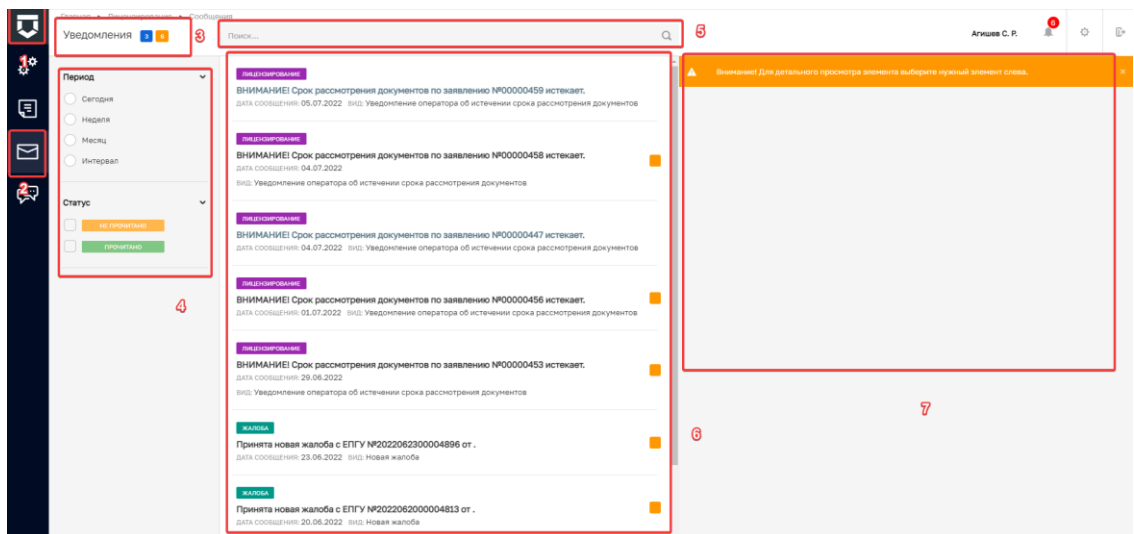 Главная • Лицензирование • Сообщения
Уведомления 3 6
3
Поиск...
5
Агишев С. Р.
6
1
2
Период
Сегодня
Неделя
Месяц
Интервал
Статус
НЕ ПРОЧИТАНО
ПРОЧИТАНО
4
ЛИЦЕНЗИРОВАНИЕ
ВНИМАНИЕ! Срок рассмотрения документов по заявлению №00000459 истекает.
ДАТА СООБЩЕНИЯ: 05.07.2022 ВИД: Уведомление оператора об истечении срока рассмотрения документов
ЛИЦЕНЗИРОВАНИЕ
ВНИМАНИЕ! Срок рассмотрения документов по заявлению №00000458 истекает.
ДАТА СООБЩЕНИЯ: 04.07.2022
ВИД: Уведомление оператора об истечении срока рассмотрения документов
ЛИЦЕНЗИРОВАНИЕ
ВНИМАНИЕ! Срок рассмотрения документов по заявлению №00000447 истекает.
ДАТА СООБЩЕНИЯ: 04.07.2022 ВИД: Уведомление оператора об истечении срока рассмотрения документов
ЛИЦЕНЗИРОВАНИЕ
ВНИМАНИЕ! Срок рассмотрения документов по заявлению №00000456 истекает.
ДАТА СООБЩЕНИЯ: 01.07.2022 ВИД: Уведомление оператора об истечении срока рассмотрения документов
ЛИЦЕНЗИРОВАНИЕ
ВНИМАНИЕ! Срок рассмотрения документов по заявлению №00000453 истекает.
ДАТА СООБЩЕНИЯ: 29.06.2022
ВИД: Уведомление оператора об истечении срока рассмотрения документов
ЖАЛОБА
Принята новая жалоба с ЕПГУ №2022062300004896 от .
ДАТА СООБЩЕНИЯ: 23.06.2022 ВИД: Новая жалоба
ЖАЛОБА
Принята новая жалоба с ЕПГУ №2022062000004813 от .
ДАТА СООБЩЕНИЯ: 20.06.2022 ВИД: Новая жалоба
6
Внимание! Для детального просмотра элемента выберите нужный элемент слева.
7